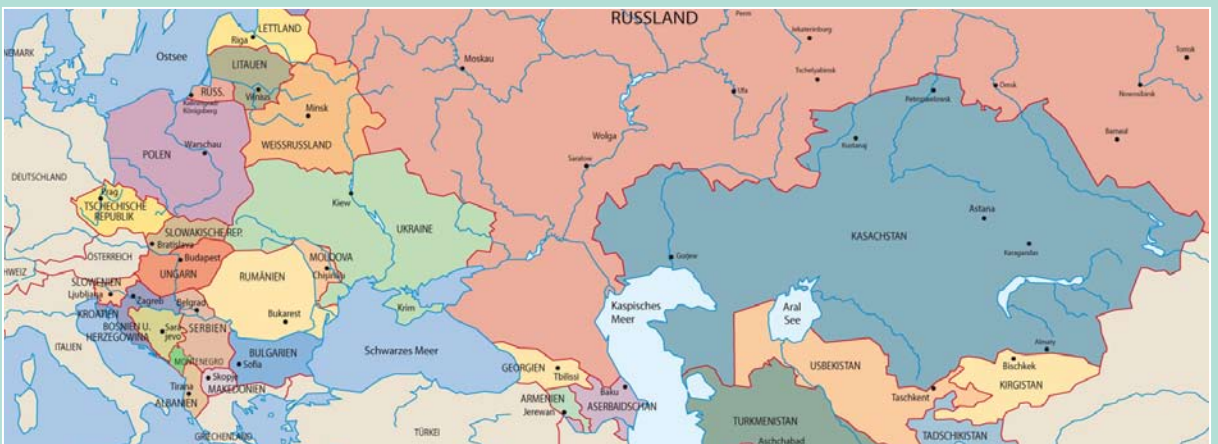 RUSSLAND
Perm
Jekaterinburg
Tomsk
LETTLAND
Riga
Ostsee
Moskau
Tscheljabinsk
Omsk
Nowosibirsk
LITAUEN
Vilnius
RUSS.
Kaliningrad/
Königsberg
Ufa
Petropawlowsk
Minsk
WEISSRUSSLAND
Wolga
Kustanaj
Barnaul
Warschau
POLEN
Saratow
DEUTSCHLAND
Prag
TSCHECHISCHE
REPUBLIK
Kiew
UKRAINE
Astana
KASACHSTAN
SLOWAKISCHE REP.
Bratislava
Karagandas
ÖSTERREICH
Budapest
UNGARN
MOLDOVA
Chişinău
Gurjew
RUMÄNIEN
SLOWENIEN
Ljubljana
Zagreb
KROATIEN
Belgrad
Krim
Kaspisches
Meer
Aral
See
BOSNIEN U.
HERZEGOWINA
Sara-
jevo
SERBIEN
Bukarest
ITALIEN
Schwarzes Meer
Almaty
MONTENEGRO
BULGARIEN
Sofia
GEORGIEN
Tbilissi
USBEKISTAN
Bischkek
KIRGISTAN
Tirana
Skopje
MAKEDONIEN
ALBANIEN
ARMENIEN
Jerewan
Baku
ASERBAIDSCHAN
Taschkent
TURKMENISTAN
TÜRKEI
GRIECHENLAND
Aschchabad
TADSCHIKISTAN